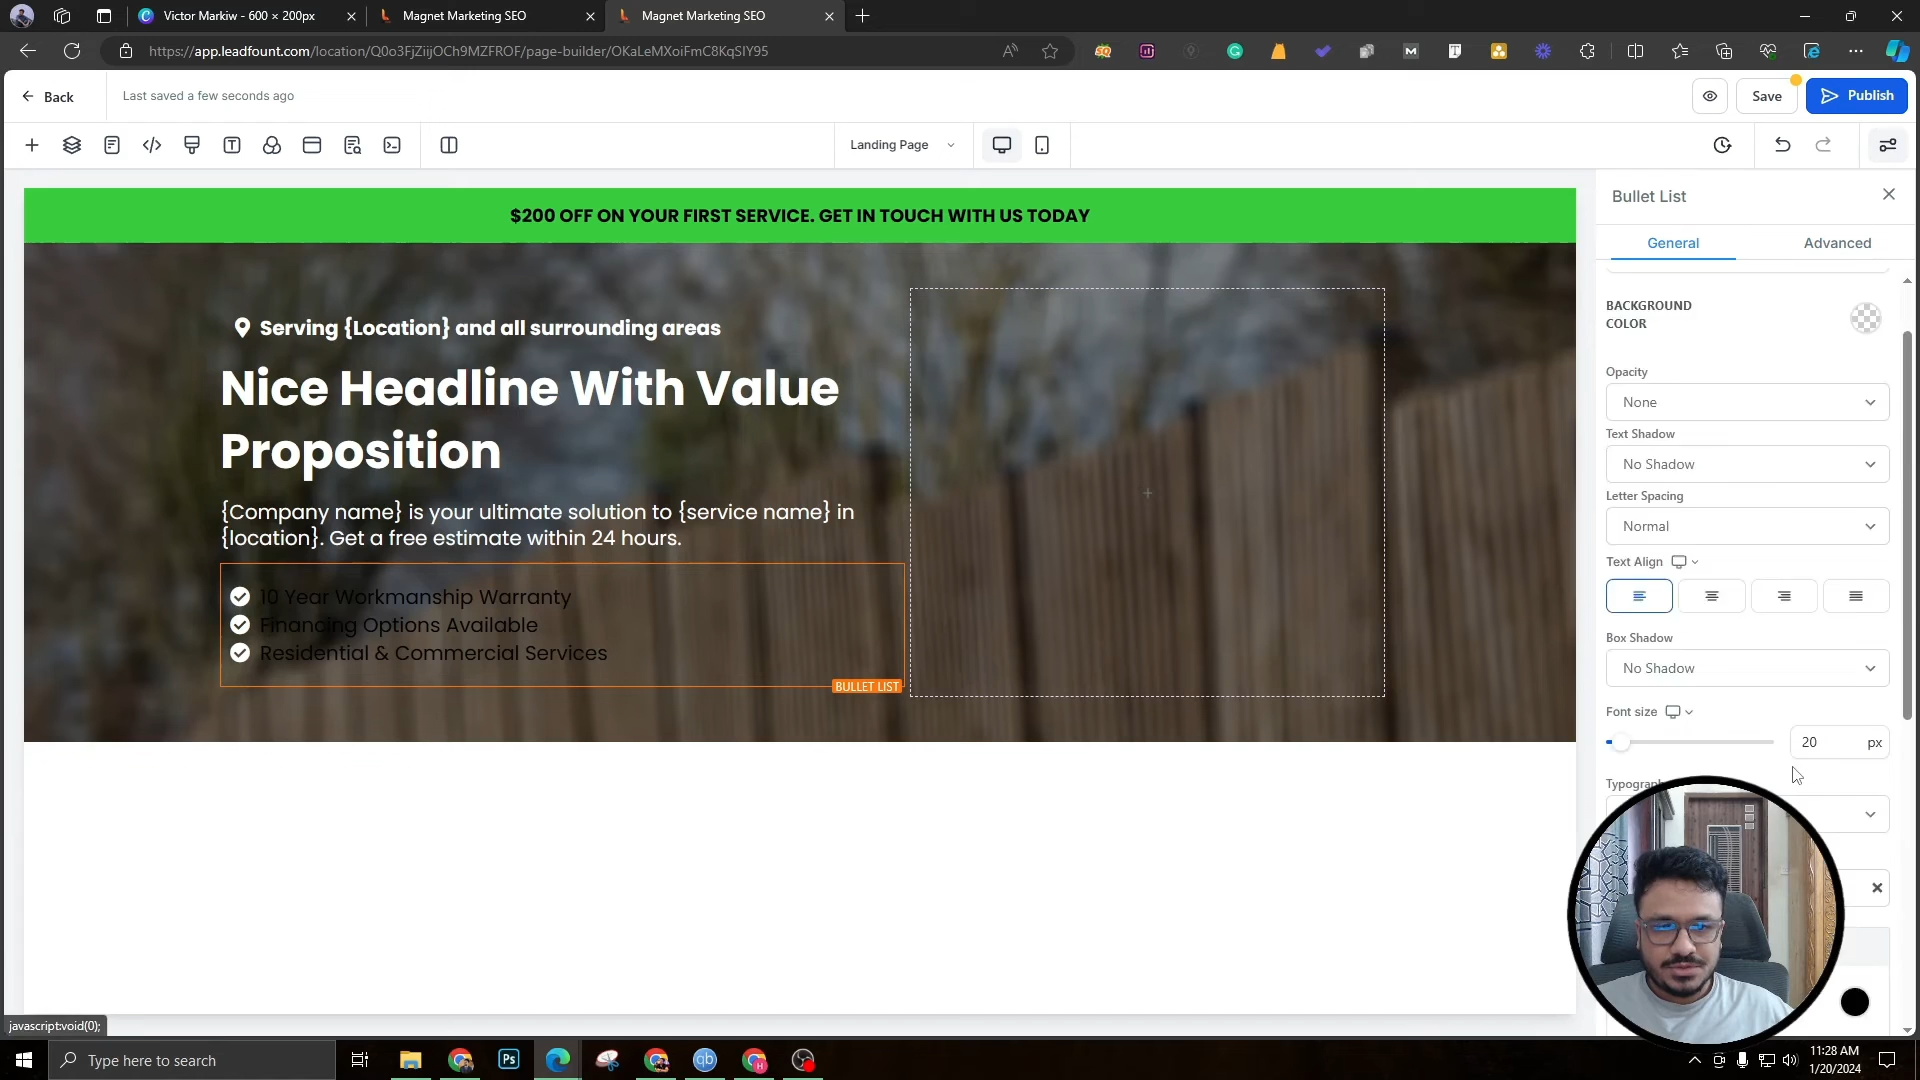 Victor Markiw - 600 × 200px
Magnet Marketing SEO
Magnet Marketing SEO
https://app.leadfount.com/location/Q0o3FjZiijOCh9MZFROF/page-builder/OKaLeMXoiFmC8KqSIY95
Back
Last saved a few seconds ago
Save
Publish
Landing Page
$200 OFF ON YOUR FIRST SERVICE. GET IN TOUCH WITH US TODAY
Serving {Location} and all surrounding areas
Nice Headline With Value
Proposition
{Company name} is your ultimate solution to {service name} in
{location}. Get a free estimate within 24 hours.
10 Year Workmanship Warranty
Financing Options Available
Residential & Commercial Services
BULLET LIST
Bullet List
General
Advanced
BACKGROUND
COLOR
Opacity
None
Text Shadow
No Shadow
Letter Spacing
Normal
Text Align
Box Shadow
No Shadow
Font size
20
px
javascript:void(0);
Type here to search
Ps
qb
11:28 AM
1/20/2024